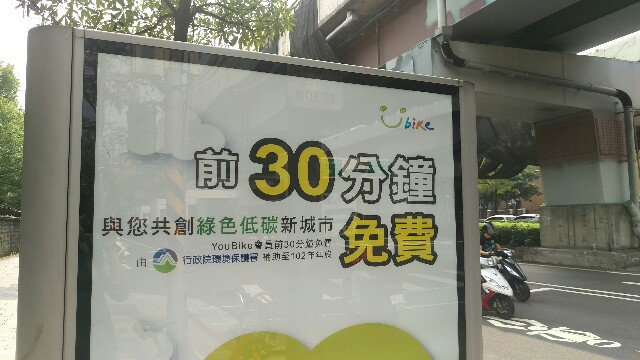 Ubike
前30分鐘
免費
與您共創綠色低碳新城市
YouBike會員前30分鐘免費
由 行政院環境保護署 補助至102年年底